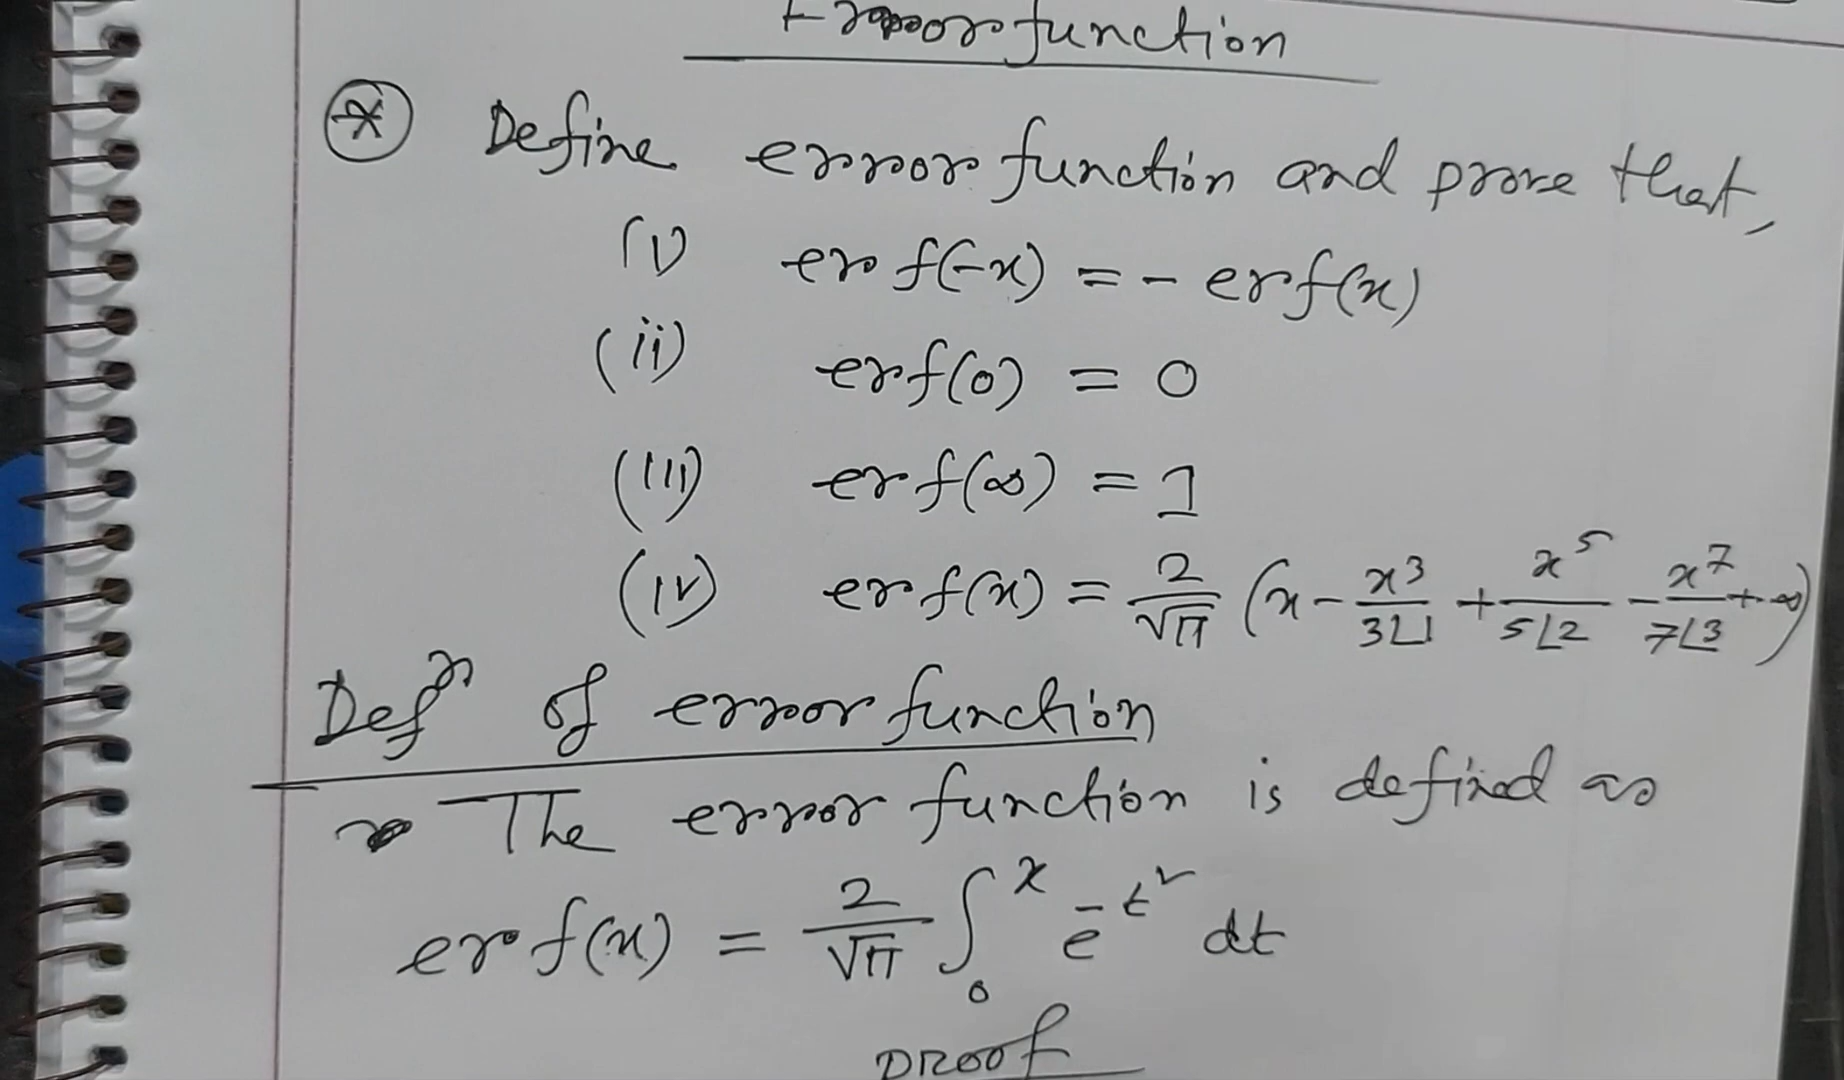 Error function
* Define error function and prove that,
(i) erf(-x) = - erf(x)
(ii) erf(0) = 0
(iii) erf(∞) = 1
(iv) erf(x) = 2/√π (x - x³/3∟1 + x⁵/5∟2 - x⁷/7∟3 + ∞)
Defⁿ of error function
The error function is defined as
erf(x) = 2/√π ∫₀ˣ e^-t² dt
Proof